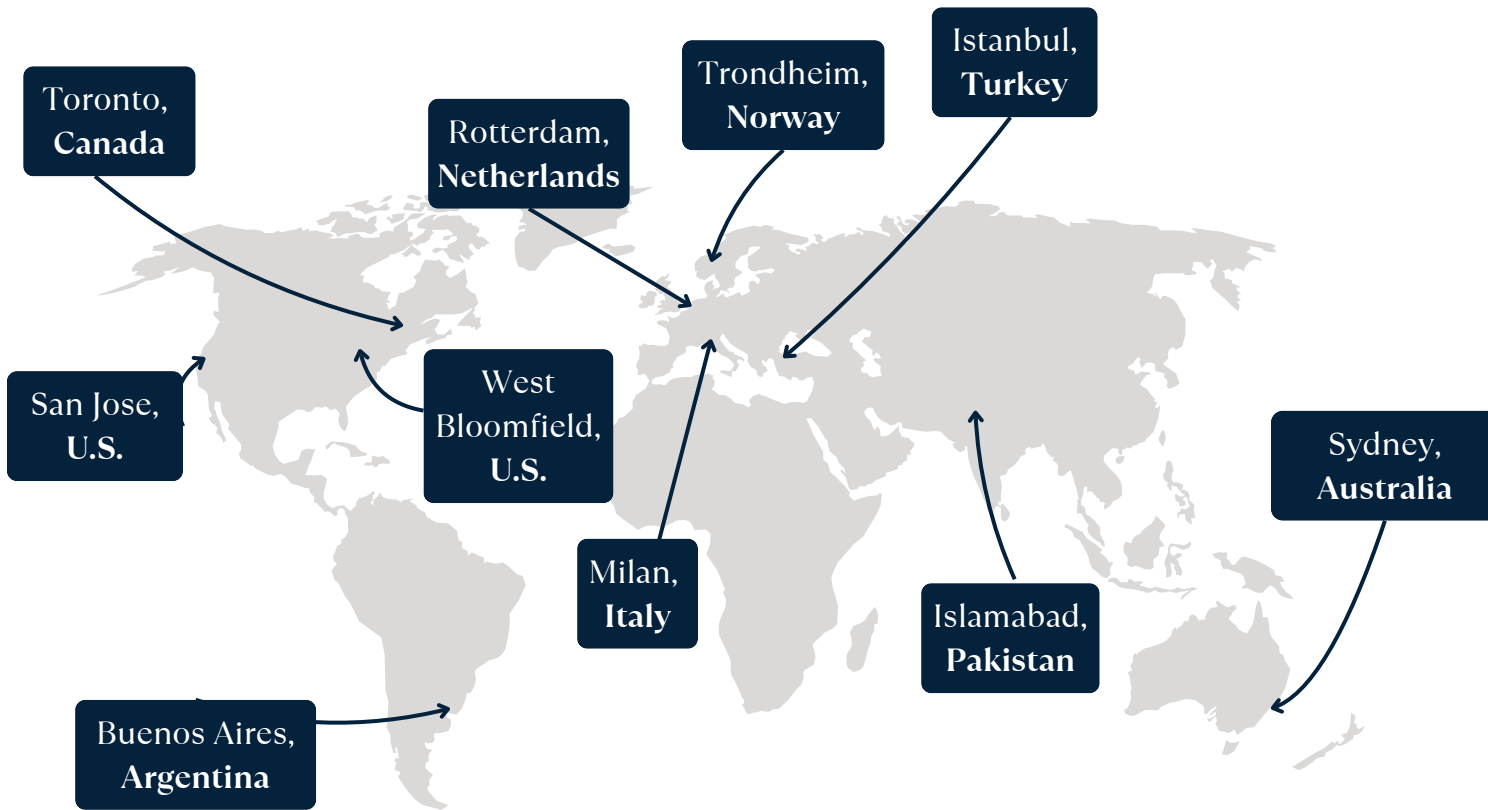 Istanbul,
Turkey
Trondheim,
Norway
Toronto,
Canada
Rotterdam,
Netherlands
San Jose,
U.S.
West
Bloomfield,
U.S.
Sydney,
Australia
Milan,
Italy
Islamabad,
Pakistan
Buenos Aires,
Argentina